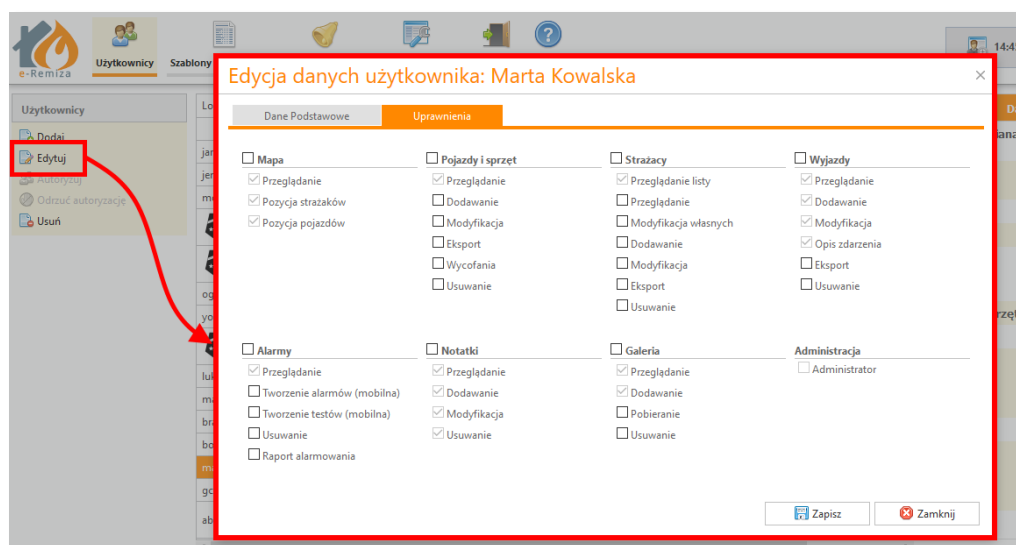 e-Remiza
Użytkownicy
Szablony
14:4
Edycja danych użytkownika: Marta Kowalska
Użytkownicy
Dodaj
Edytuj
Autoryzuj
Odrzuć autoryzację
Usuń
Dane Podstawowe
Uprawnienia
Mapa
Przeglądanie
Pozycja strażaków
Pozycja pojazdów
Pojazdy i sprzęt
Przeglądanie
Dodawanie
Modyfikacja
Eksport
Wycofania
Usuwanie
Strażacy
Przeglądanie listy
Przeglądanie
Modyfikacja własnych
Dodawanie
Modyfikacja
Eksport
Usuwanie
Wyjazdy
Przeglądanie
Dodawanie
Modyfikacja
Opis zdarzenia
Eksport
Usuwanie
Alarmy
Przeglądanie
Tworzenie alarmów (mobilna)
Tworzenie testów (mobilna)
Usuwanie
Raport alarmowania
Notatki
Przeglądanie
Dodawanie
Modyfikacja
Usuwanie
Galeria
Przeglądanie
Dodawanie
Pobieranie
Usuwanie
Administracja
Administrator
Zapisz
Zamknij